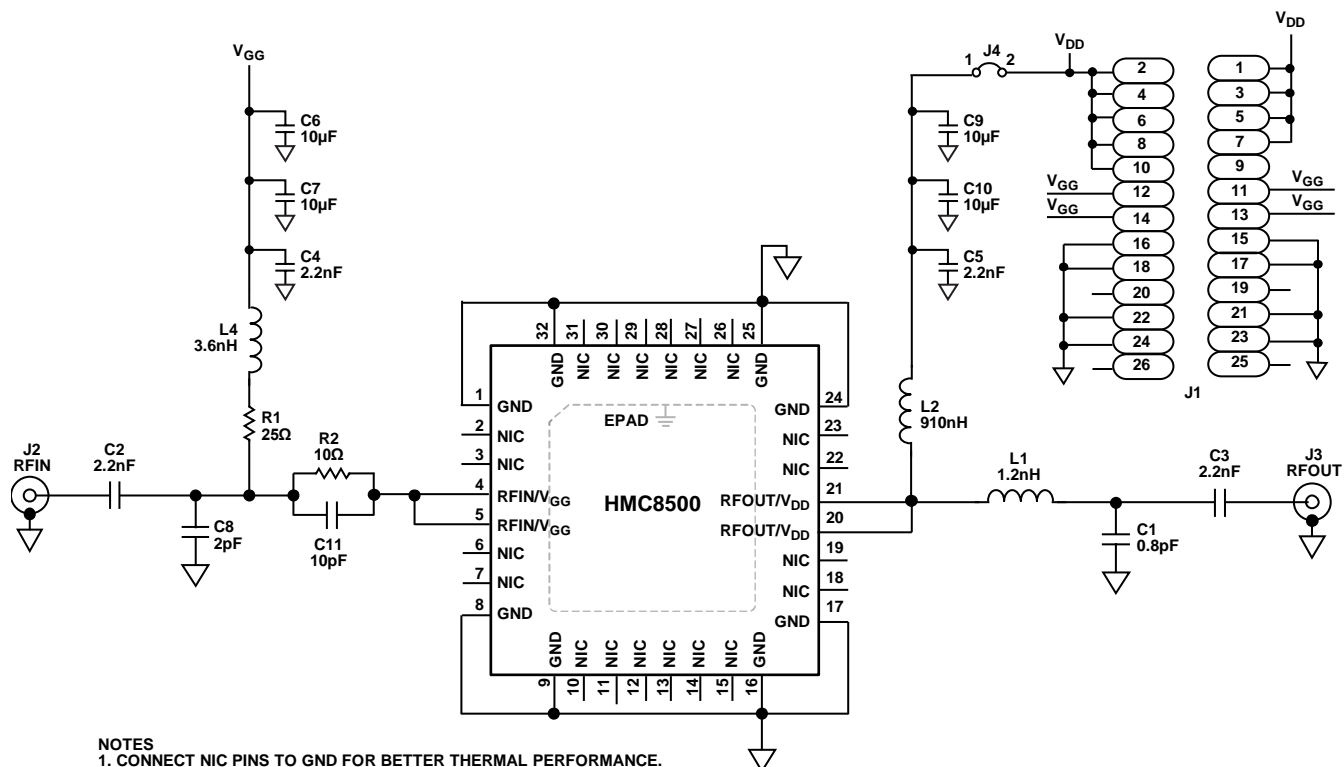 VGG
C6
10µF
C7
10µF
C4
2.2nF
L4
3.6nH
R1
25Ω
J2
RFIN
C2
2.2nF
C8
2pF
R2
10Ω
C11
10pF
HMC8500
EPAD
1 GND
2 NIC
3 NIC
4 RFIN/VGG
5 RFIN/VGG
6 NIC
7 NIC
8 GND
9 GND
10 NIC
11 NIC
12 NIC
13 NIC
14 NIC
15 NIC
16 GND
17 GND
18 NIC
19 NIC
20 RFOUT/VDD
21 RFOUT/VDD
22 NIC
23 NIC
24 GND
25 GND
26 NIC
27 NIC
28 NIC
29 NIC
30 NIC
31 NIC
32 GND
1 J4 2
C9
10µF
C10
10µF
C5
2.2nF
L2
910nH
L1
1.2nH
C1
0.8pF
C3
2.2nF
J3
RFOUT
VDD
2
4
6
8
10
VGG 12
VGG 14
16
18
20
22
24
26
VDD
1
3
5
7
9
11 VGG
13 VGG
15
17
19
21
23
25
J1
NOTES
1. CONNECT NIC PINS TO GND FOR BETTER THERMAL PERFORMANCE.